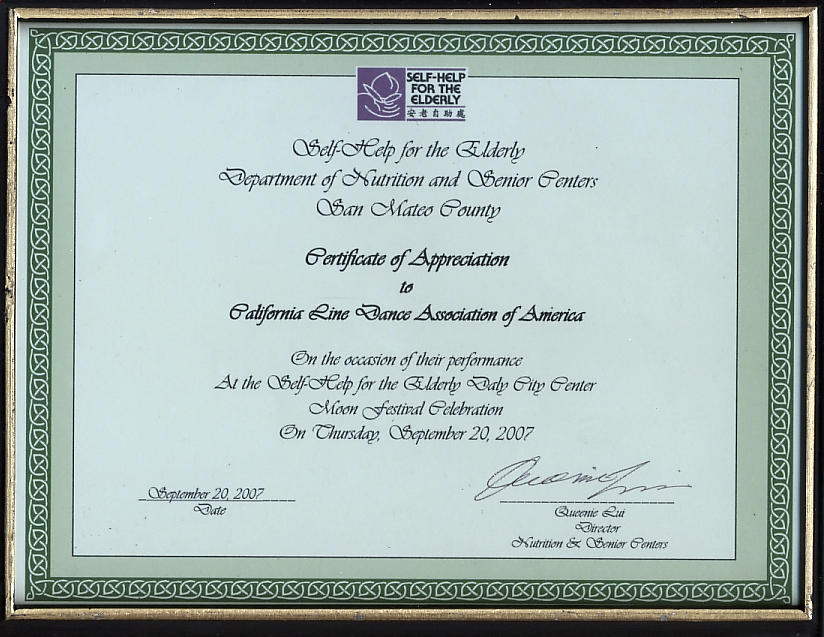 SELF-HELP
FOR THE
ELDERLY
安老自助處
Self-Help for the Elderly
Department of Nutrition and Senior Centers
San Mateo County
Certificate of Appreciation
to
California Line Dance Association of America
On the occasion of their performance
At the Self-Help for the Elderly Daly City Center
Moon Festival Celebration
On Thursday, September 20, 2007
September 20, 2007
Date
Queenie Lui
Director
Nutrition & Senior Centers